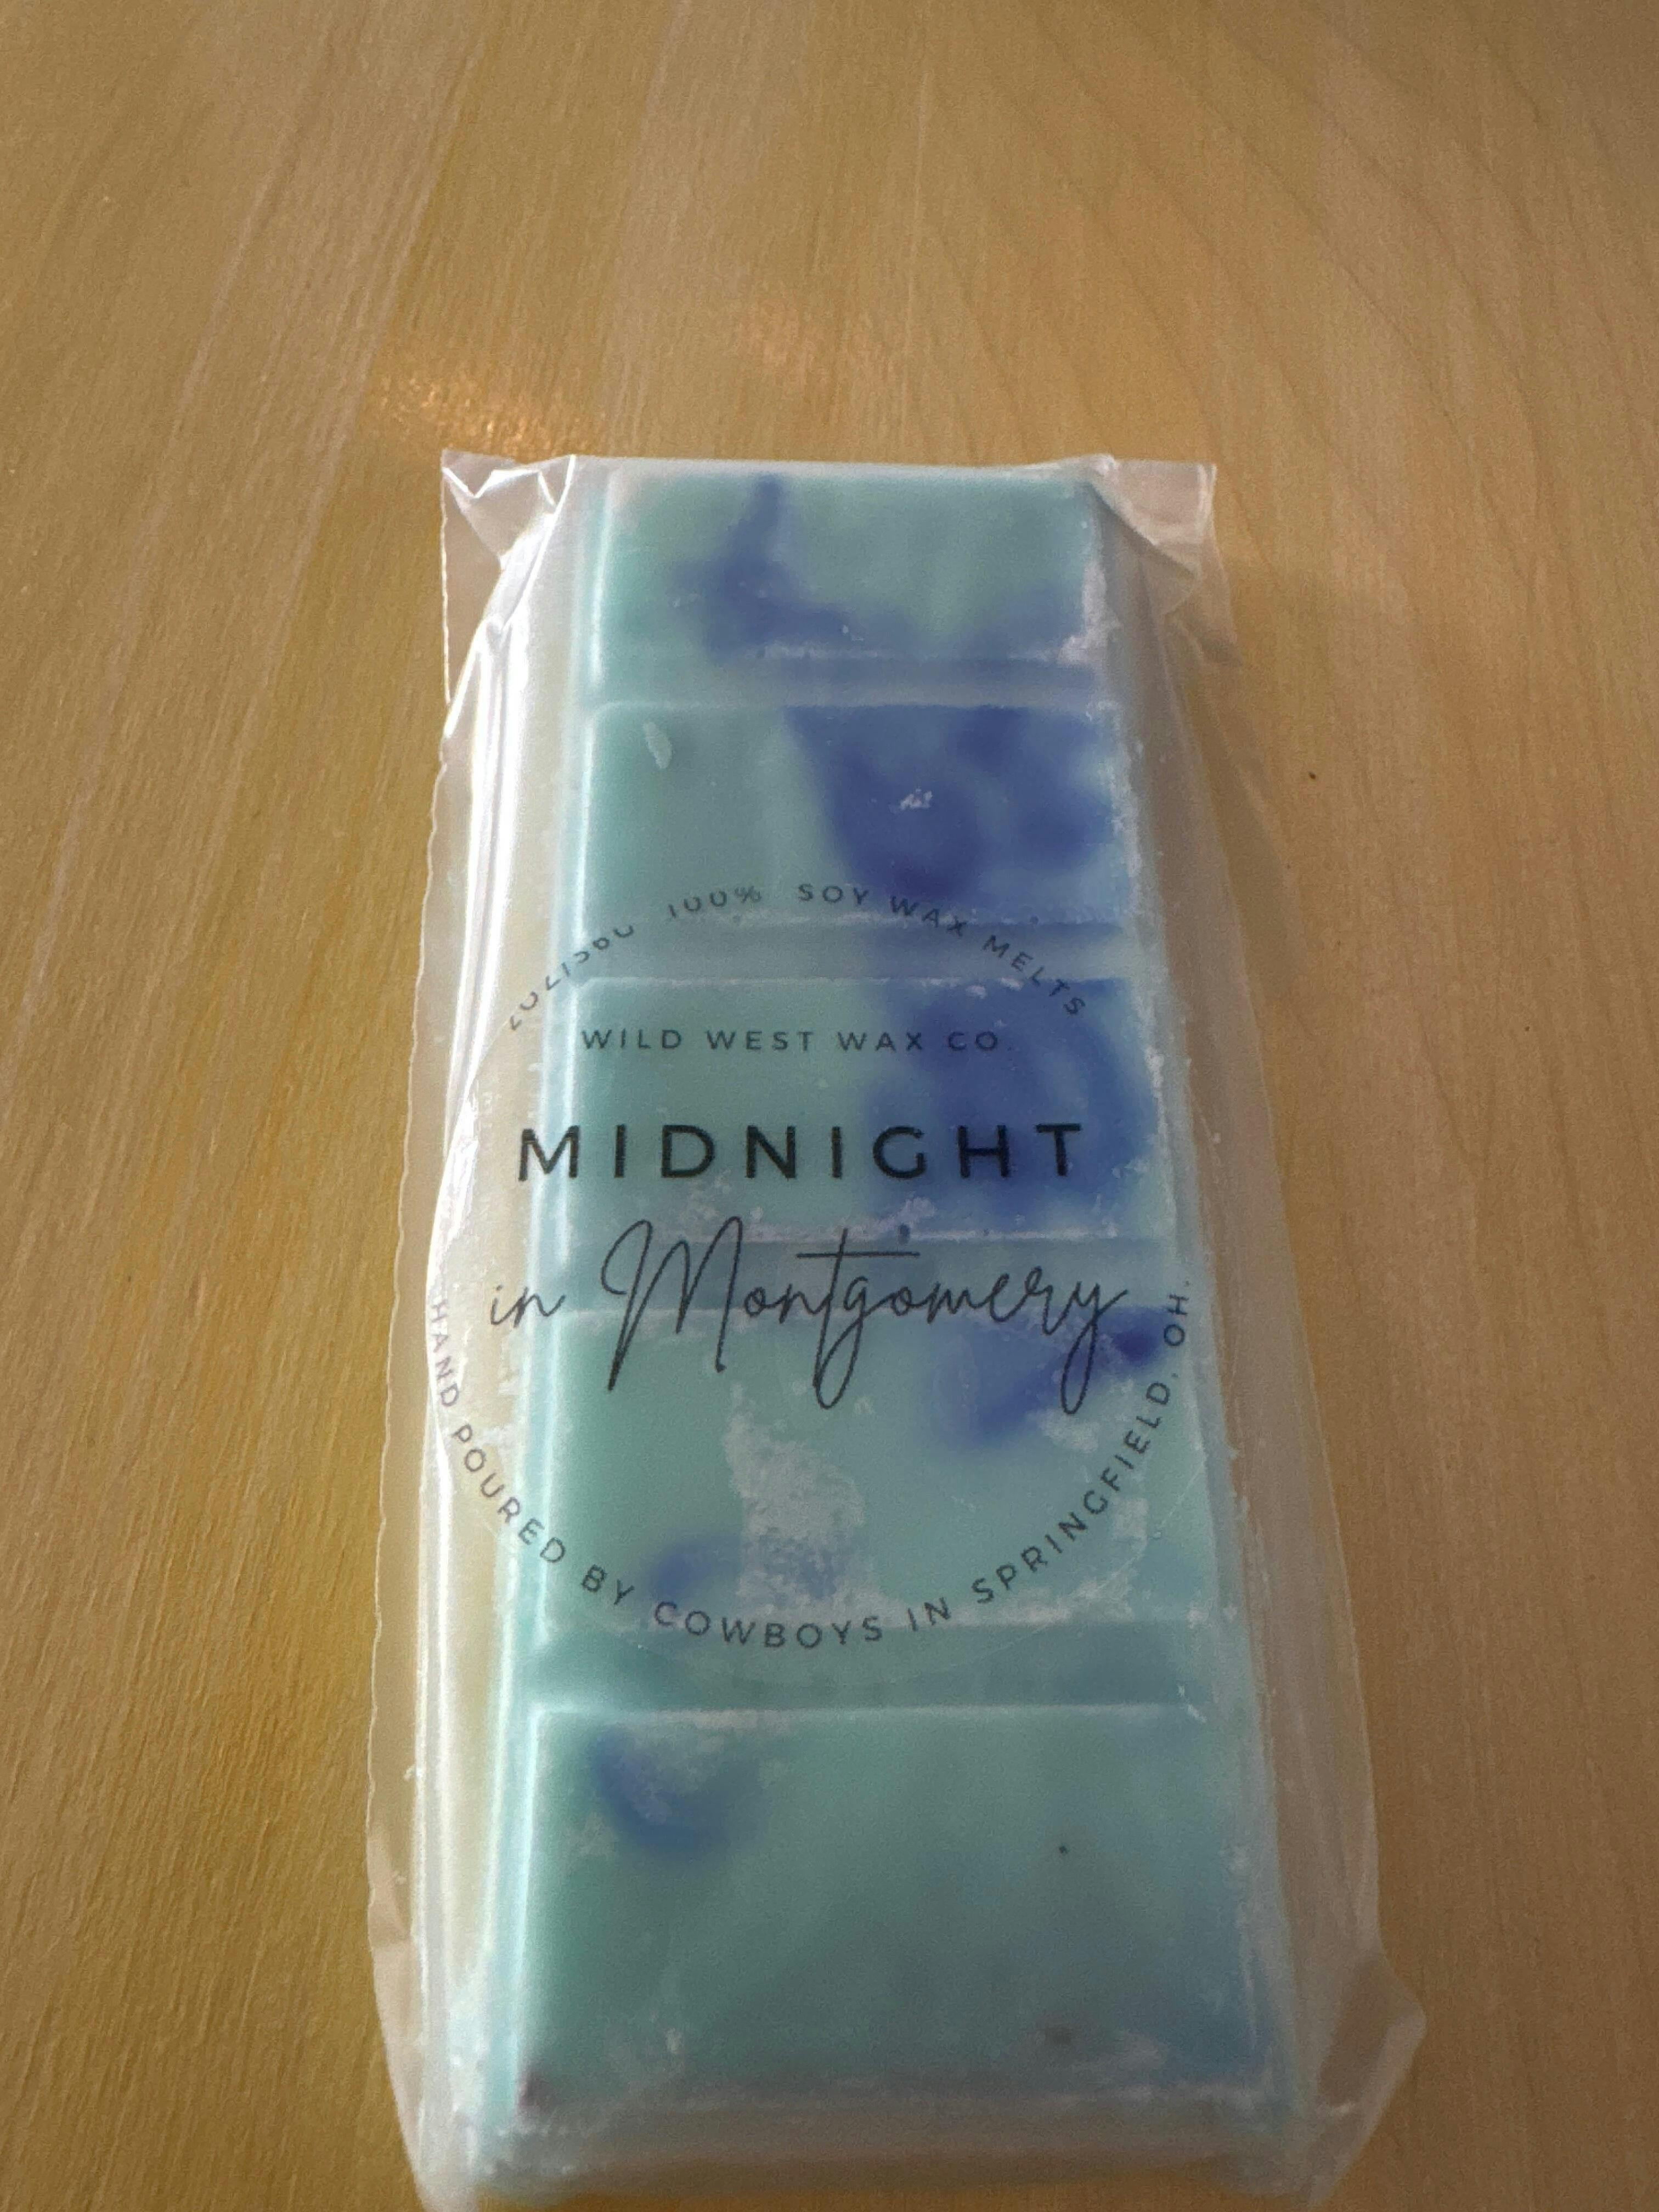 100% SOY WAX MELTS
WILD WEST WAX CO.
MIDNIGHT
in Montgomery
HAND POURED BY COWBOYS IN SPRINGFIELD, OH.